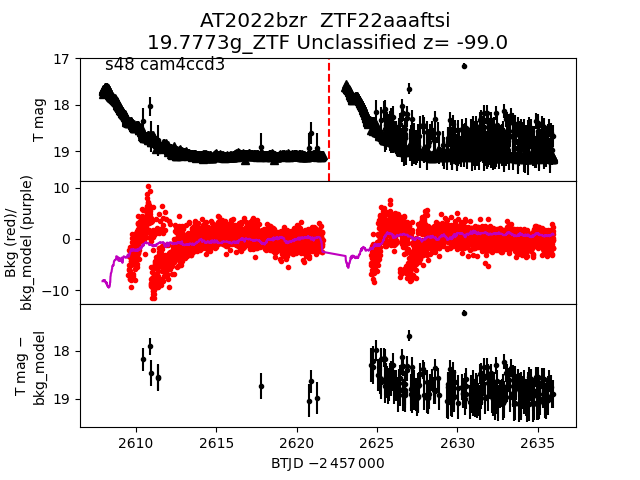 AT2022bzr  ZTF22aaaftsi
19.7773g_ZTF Unclassified z= -99.0
s48 cam4ccd3
17
18
19
T mag
10
0
−10
Bkg (red)/
bkg_model (purple)
18
19
T mag −
bkg_model
2610
2615
2620
2625
2630
2635
BTJD −2 457 000